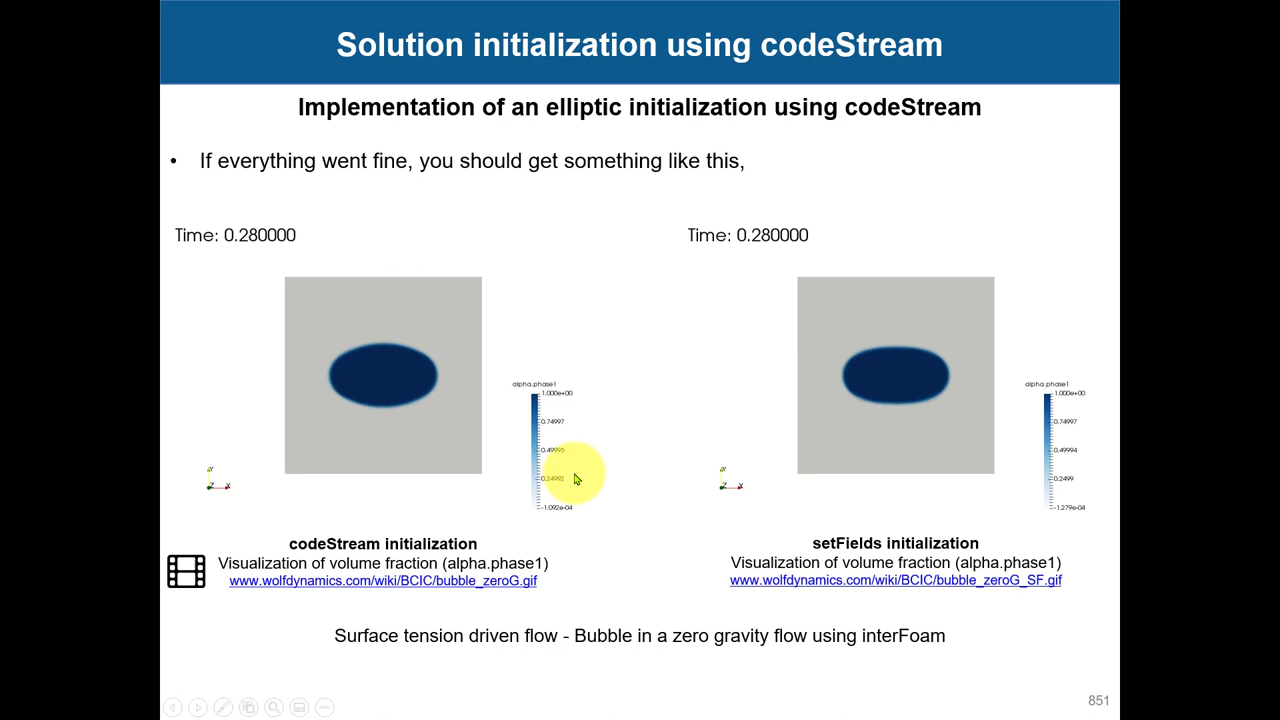 Solution initialization using codeStream
Implementation of an elliptic initialization using codeStream
• If everything went fine, you should get something like this,
Time: 0.280000
Time: 0.280000
alpha.phase1
1.000e+00
0.74997
0.49995
0.24992
-1.092e-04
Y
Z X
alpha.phase1
1.000e+00
0.74997
0.49994
0.2499
-1.279e-04
Y
Z X
codeStream initialization
Visualization of volume fraction (alpha.phase1)
www.wolfdynamics.com/wiki/BCIC/bubble_zeroG.gif
setFields initialization
Visualization of volume fraction (alpha.phase1)
www.wolfdynamics.com/wiki/BCIC/bubble_zeroG_SF.gif
Surface tension driven flow - Bubble in a zero gravity flow using interFoam
851